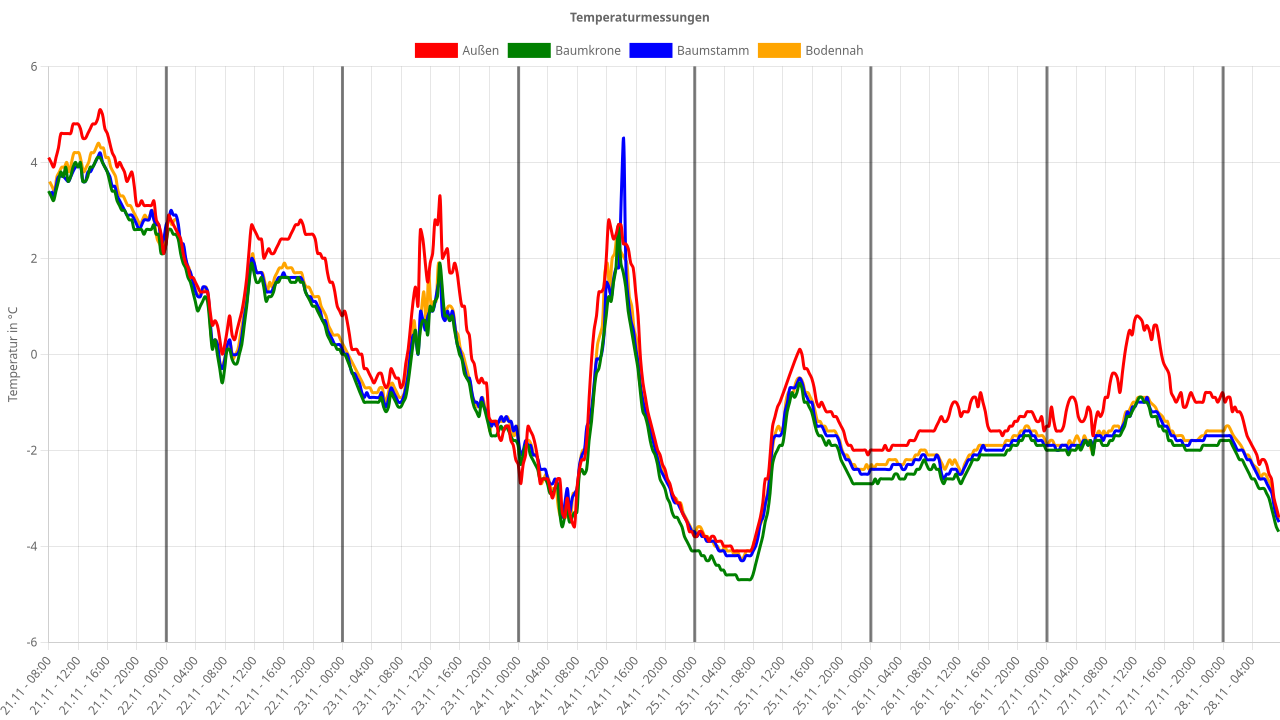 Temperaturmessungen
Außen Baumkrone Baumstamm Bodennah
Temperatur in °C
6
4
2
0
-2
-4
-6
21.11 - 08:00
21.11 - 12:00
21.11 - 16:00
21.11 - 20:00
22.11 - 00:00
22.11 - 04:00
22.11 - 08:00
22.11 - 12:00
22.11 - 16:00
22.11 - 20:00
23.11 - 00:00
23.11 - 04:00
23.11 - 08:00
23.11 - 12:00
23.11 - 16:00
23.11 - 20:00
24.11 - 00:00
24.11 - 04:00
24.11 - 08:00
24.11 - 12:00
24.11 - 16:00
24.11 - 20:00
25.11 - 00:00
25.11 - 04:00
25.11 - 08:00
25.11 - 12:00
25.11 - 16:00
25.11 - 20:00
26.11 - 00:00
26.11 - 04:00
26.11 - 08:00
26.11 - 12:00
26.11 - 16:00
26.11 - 20:00
27.11 - 00:00
27.11 - 04:00
27.11 - 08:00
27.11 - 12:00
27.11 - 16:00
27.11 - 20:00
28.11 - 00:00
28.11 - 04:00